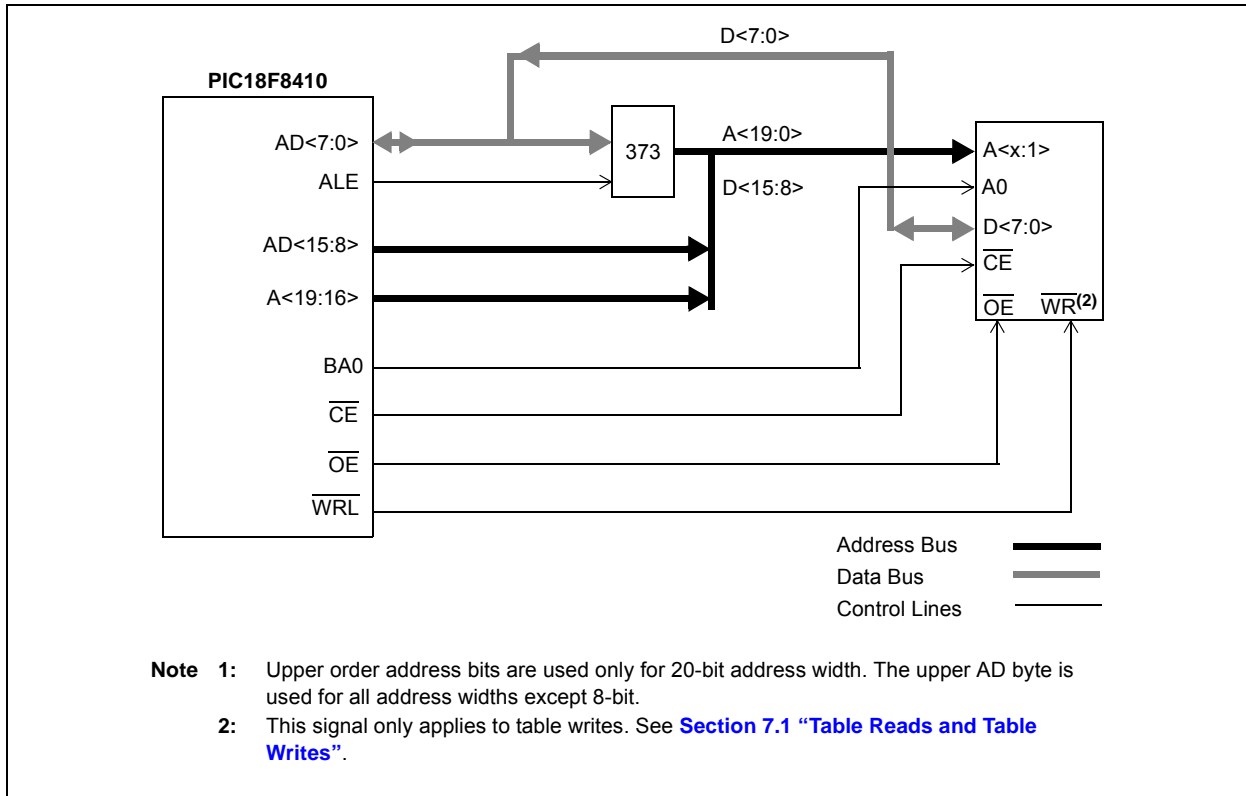 D<7:0>
PIC18F8410
AD<7:0>
373
A<19:0>
A<x:1>
ALE
D<15:8>
A0
AD<15:8>
D<7:0>
CE
A<19:16>
OE WR(2)
BA0
CE
OE
WRL
Address Bus
Data Bus
Control Lines
Note 1: Upper order address bits are used only for 20-bit address width. The upper AD byte is
used for all address widths except 8-bit.
2: This signal only applies to table writes. See Section 7.1 “Table Reads and Table
Writes”.